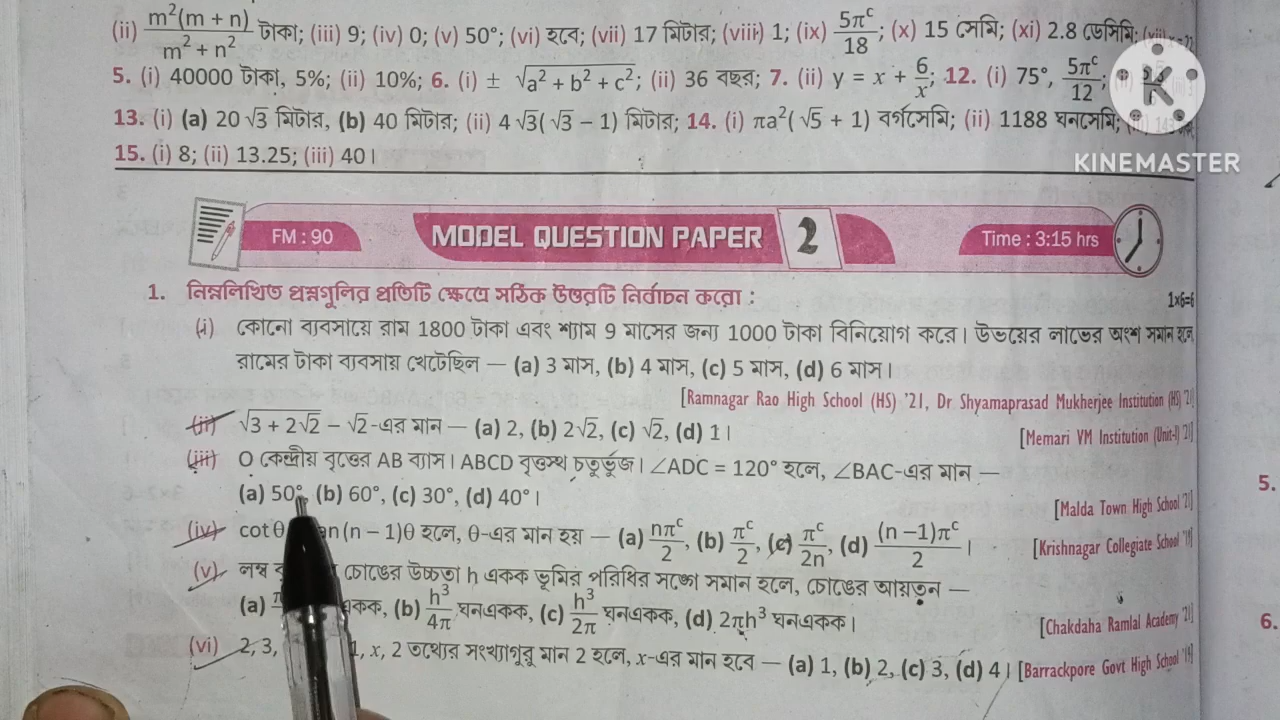 (ii) m²(m + n) / m² + n² টাকা; (iii) 9; (iv) 0; (v) 50°; (vi) হবে; (vii) 17 মিটার; (viii) 1; (ix) 5πᶜ/18; (x) 15 সেমি; (xi) 2.8 ডেসিমি;
5. (i) 40000 টাকা, 5%; (ii) 10%; 6. (i) ± √(a² + b² + c²); (ii) 36 বছর; 7. (ii) y = x + 6/x; 12. (i) 75°, 5πᶜ/12;
13. (i) (a) 20 √3 মিটার, (b) 40 মিটার; (ii) 4 √3( √3 − 1) মিটার; 14. (i) πa²( √5 + 1) বর্গসেমি; (ii) 1188 ঘনসেমি;
KINEMASTER
15. (i) 8; (ii) 13.25; (iii) 40।
FM : 90 MODEL QUESTION PAPER 2 Time : 3:15 hrs
1. নিম্নলিখিত প্রশ্নগুলির প্রতিটি ক্ষেত্রে সঠিক উত্তরটি নির্বাচন করো : 1×6=6
(i) কোনো ব্যবসায়ে রাম 1800 টাকা এবং শ্যাম 9 মাসের জন্য 1000 টাকা বিনিয়োগ করে। উভয়ের লাভের অংশ সমান হলে,
রামের টাকা ব্যবসায় খেটেছিল — (a) 3 মাস, (b) 4 মাস, (c) 5 মাস, (d) 6 মাস।
[Ramnagar Rao High School (HS) '21, Dr Shyamaprasad Mukherjee Institution (HS) '21]
(ii) √(3 + 2√2) − √2-এর মান — (a) 2, (b) 2√2, (c) √2, (d) 1। [Memari VM Institution (Unit-I) '21]
(iii) O কেন্দ্রীয় বৃত্তের AB ব্যাস। ABCD বৃত্তস্থ চতুর্ভুজ। ∠ADC = 120° হলে, ∠BAC-এর মান —
(a) 50°, (b) 60°, (c) 30°, (d) 40°। [Malda Town High School '21]
5.
(iv) cotθ (n − 1)θ হলে, θ-এর মান হয় — (a) nπᶜ/2, (b) πᶜ/2, (c) πᶜ/2n, (d) (n −1)πᶜ/2। [Krishnagar Collegiate School '19]
(v) লম্ব চোঙের উচ্চতা h একক ভূমির পরিধির সঙ্গে সমান হলে, চোঙের আয়তন —
(a) একক, (b) h³/4π ঘনএকক, (c) h³/2π ঘনএকক, (d) 2πh³ ঘনএকক। [Chakdaha Ramlal Academy '21]
6.
(vi) 2, 3, 1, x, 2 তথ্যের সংখ্যাগুরু মান 2 হলে, x-এর মান হবে — (a) 1, (b) 2, (c) 3, (d) 4। [Barrackpore Govt High School '19]